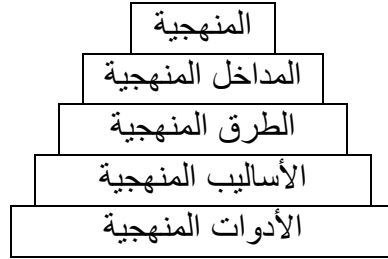 المنهجية
المداخل المنهجية
الطرق المنهجية
الأساليب المنهجية
الأدوات المنهجية